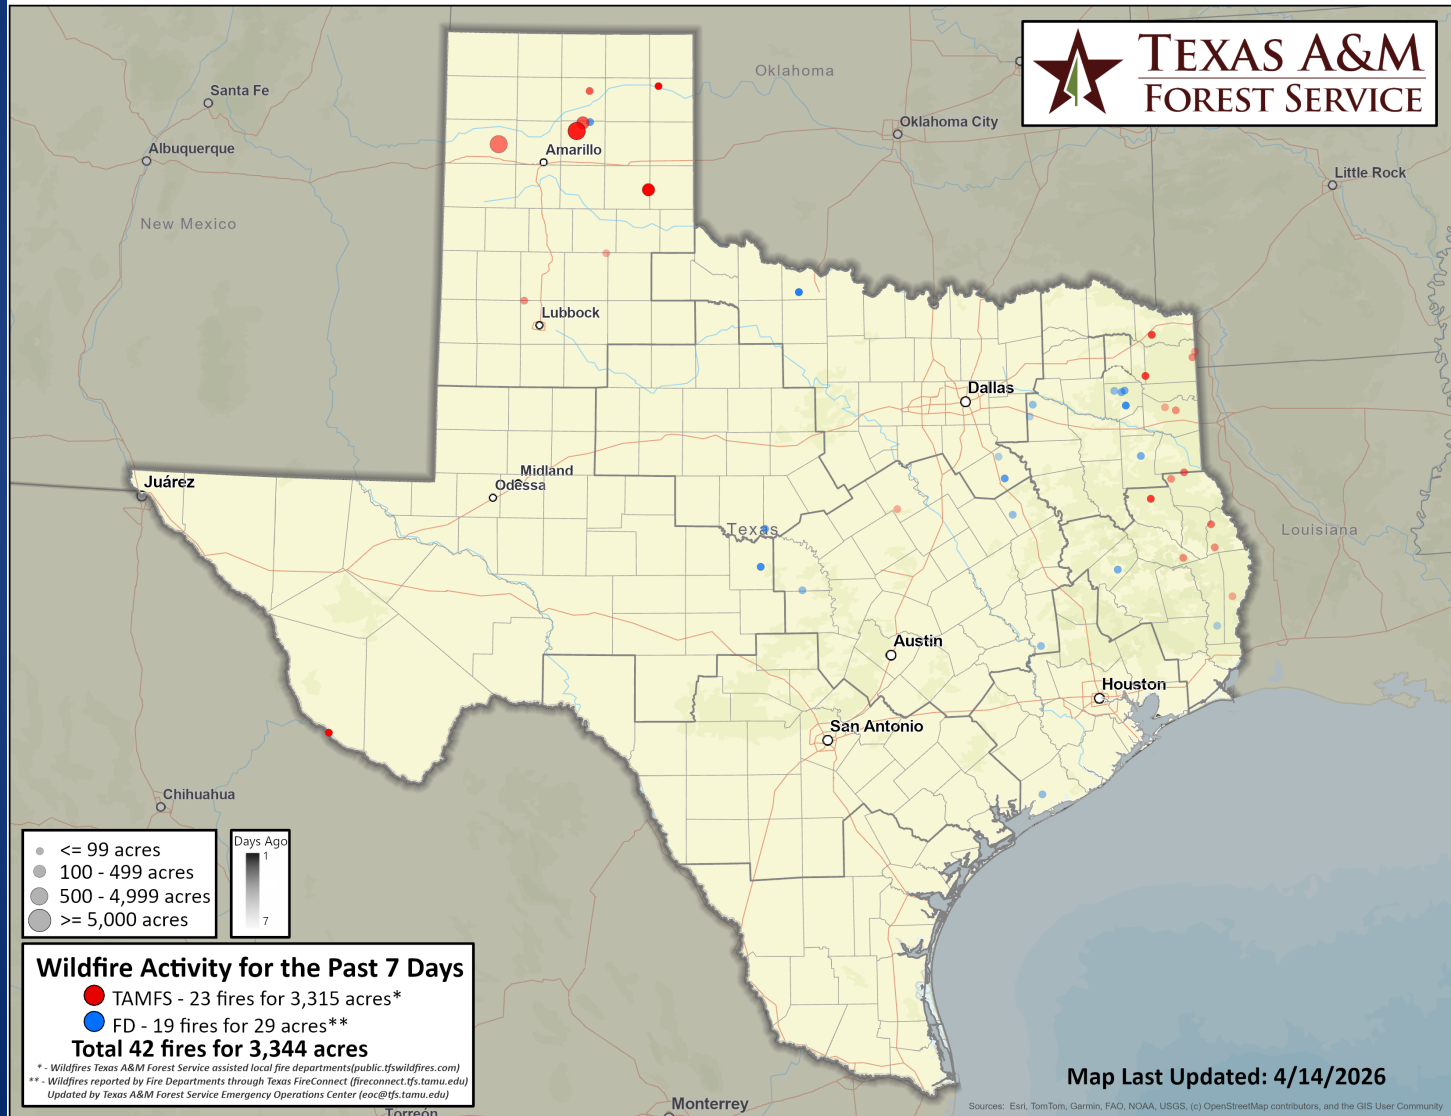 TEXAS A&M
FOREST SERVICE
Oklahoma
Santa Fe
Oklahoma City
Albuquerque
Amarillo
Little Rock
New Mexico
Lubbock
Dallas
Midland
Odessa
Juárez
Texas
Louisiana
Austin
Houston
San Antonio
Chihuahua
<= 99 acres
100 - 499 acres
500 - 4,999 acres
>= 5,000 acres
Days Ago
1
7
Wildfire Activity for the Past 7 Days
TAMFS - 23 fires for 3,315 acres*
FD - 19 fires for 29 acres**
Total 42 fires for 3,344 acres
* - Wildfires Texas A&M Forest Service assisted local fire departments(public.tfswildfires.com)
** - Wildfires reported by Fire Departments through Texas FireConnect (fireconnect.tfs.tamu.edu)
Updated by Texas A&M Forest Service Emergency Operations Center (eoc@tfs.tamu.edu)
Map Last Updated: 4/14/2026
Monterrey
Torreón
Sources: Esri, TomTom, Garmin, FAO, NOAA, USGS, (c) OpenStreetMap contributors, and the GIS User Community